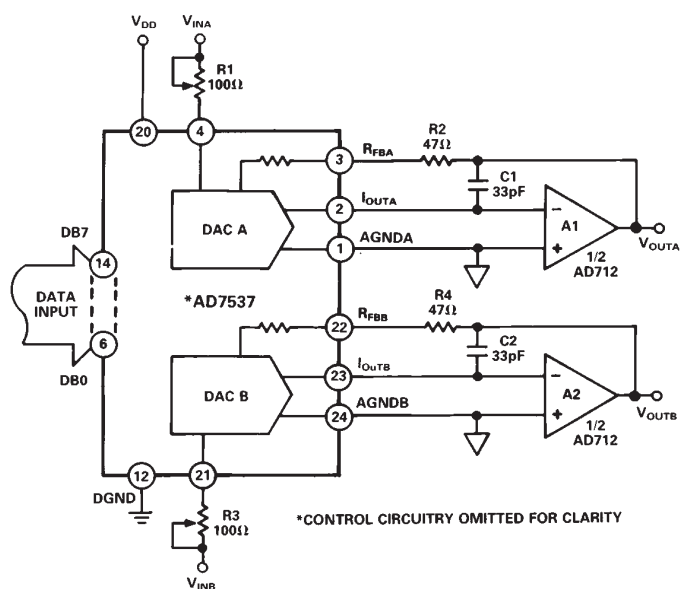 VDD
VINA
R1
100Ω
20
4
3
RFBA
R2
47Ω
C1
33pF
2
IOUTA
DAC A
1
AGNDA
A1
1/2
AD712
VOUTA
DB7
14
DATA
INPUT
6
DB0
*AD7537
22
RFBB
R4
47Ω
C2
33pF
23
IOuTB
DAC B
24
AGNDB
A2
1/2
AD712
VOUTB
12
DGND
21
R3
100Ω
VINB
*CONTROL CIRCUITRY OMITTED FOR CLARITY